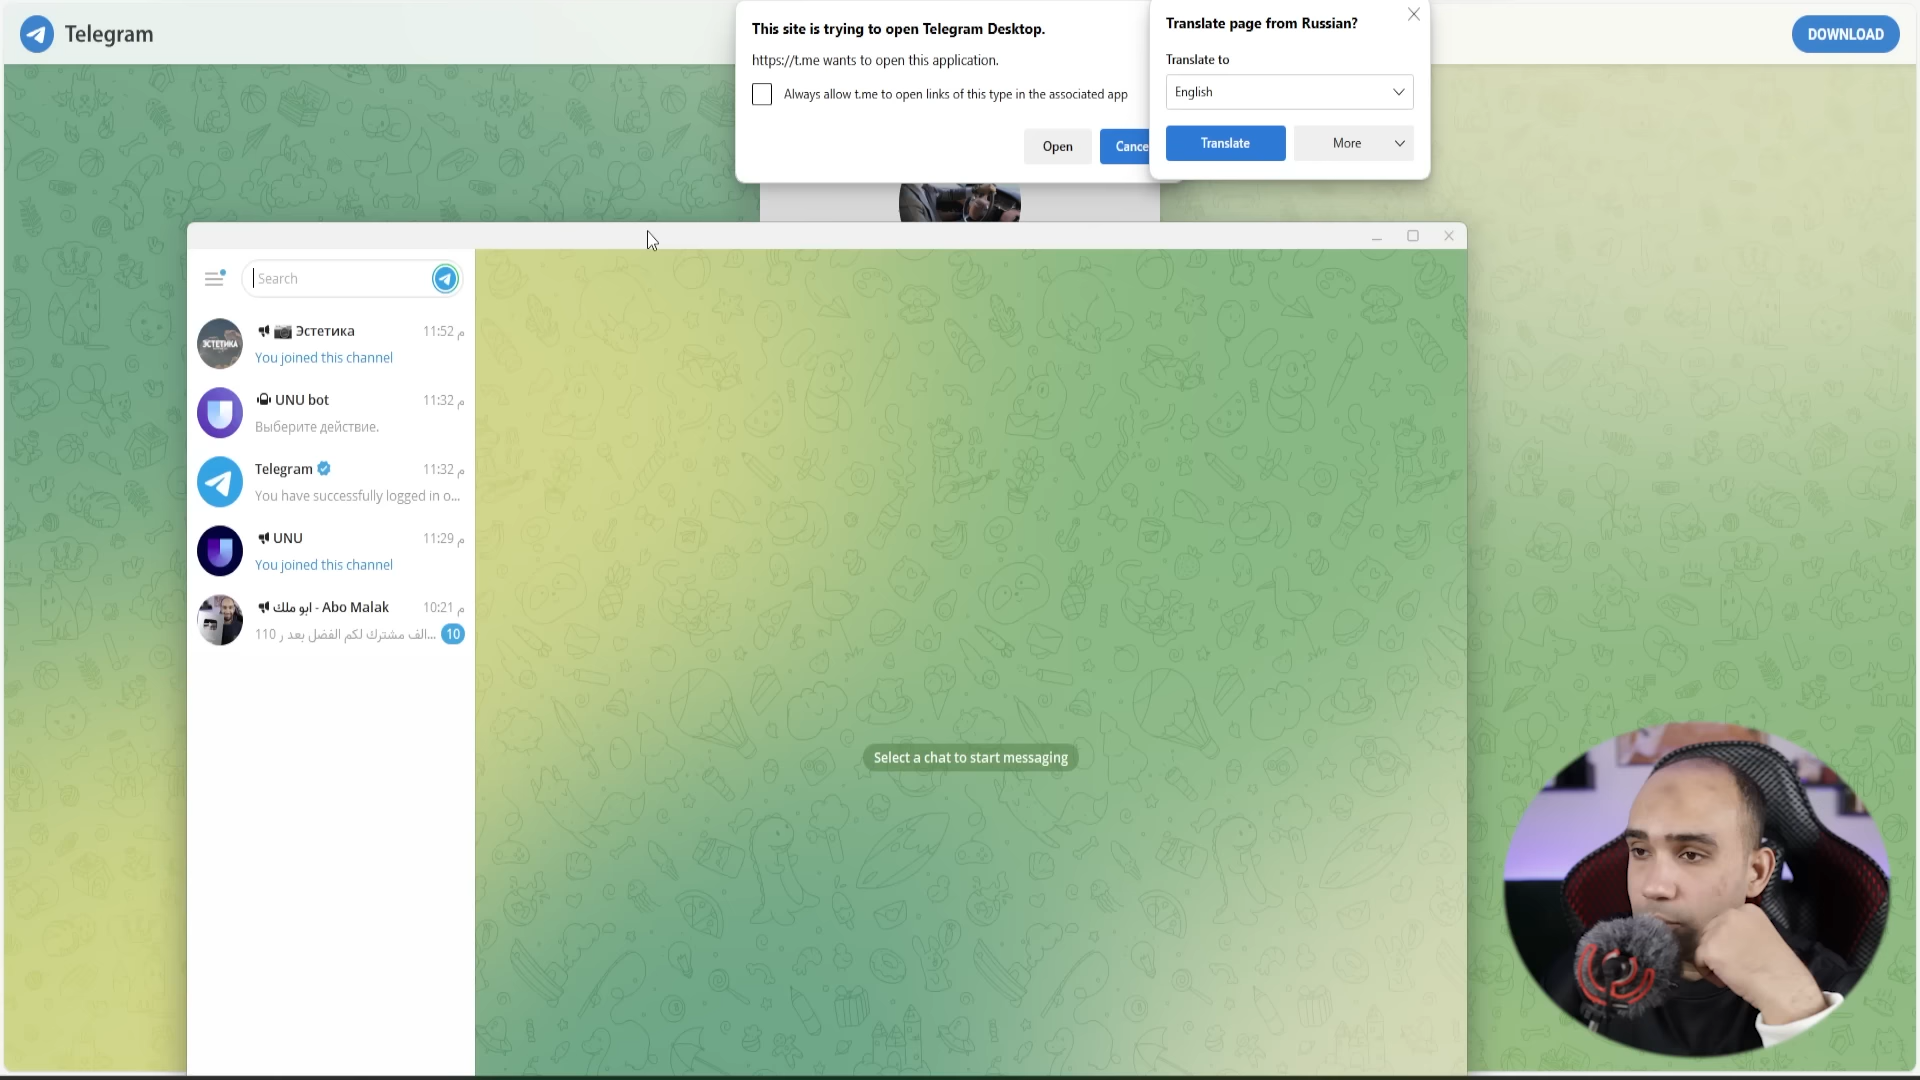 Telegram
DOWNLOAD
This site is trying to open Telegram Desktop.
https://t.me wants to open this application.
Always allow t.me to open links of this type in the associated app
Open
Cance
Translate page from Russian?
Translate to
English
Translate
More
Search
Эстетика
11:52 م
ЭСТЕТИКА
You joined this channel
UNU bot
11:32 م
Выберите действие.
Telegram
11:32 م
You have successfully logged in o...
UNU
11:29 م
You joined this channel
ابو ملك - Abo Malak
10:21 م
110 الف مشترك لكم الفضل بعد ر...
10
Select a chat to start messaging